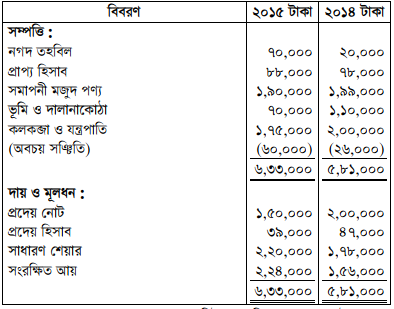 বিবরণ ২০১৫ টাকা ২০১৪ টাকা
সম্পত্তি :
নগদ তহবিল ৭০,০০০ ২০,০০০
প্রাপ্য হিসাব ৮৮,০০০ ৭৮,০০০
সমাপনী মজুদ পণ্য ১,৯০,০০০ ১,৯৯,০০০
ভূমি ও দালানাকোঠা ৭০,০০০ ১,১০,০০০
কলকজা ও যন্ত্রপাতি ১,৭৫,০০০ ২,০০,০০০
(অবচয় সঞ্চিতি) (৬০,০০০) (২৬,০০০)
৬,৩৩,০০০ ৫,৮১,০০০
দায় ও মূলধন :
প্রদেয় নোট ১,৫০,০০০ ২,০০,০০০
প্রদেয় হিসাব ৩৯,০০০ ৪৭,০০০
সাধারণ শেয়ার ২,২০,০০০ ১,৭৮,০০০
সংরক্ষিত আয় ২,২৪,০০০ ১,৫৬,০০০
৬,৩৩,০০০ ৫,৮১,০০০